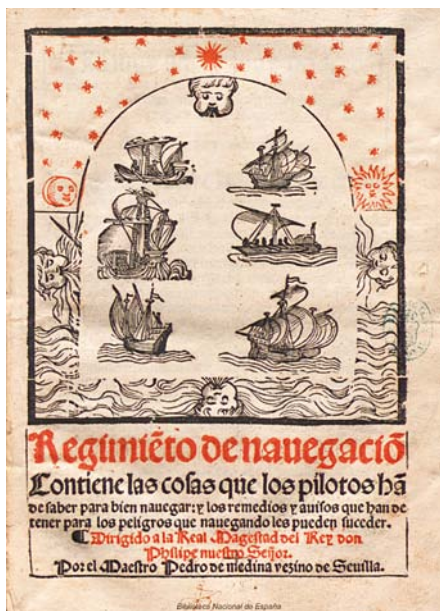 Regimiẽto de nauegaciõ
Contiene las cosas que los pilotos hã
de saber para bien nauegar: y los remedios y auisos que han de
tener para los peligros que nauegando les pueden succeder.
Dirigido a la Real Magestad del Rey don
Philipe nuestro Señor.
Por el Maestro Pedro de medina vezino de Seuilla.
Biblioteca Nacional de España